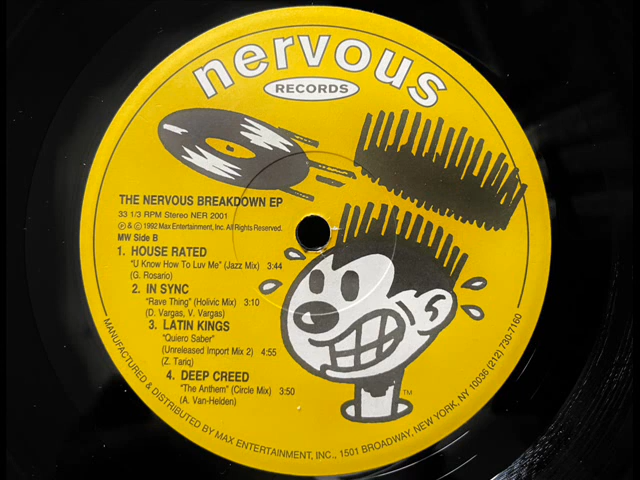 nervous
RECORDS
THE NERVOUS BREAKDOWN EP
33 1/3 RPM Stereo NER 2001
℗ & © 1992 Max Entertainment, Inc. All Rights Reserved.
MW Side B
1. HOUSE RATED
"U Know How To Luv Me" (Jazz Mix) 3:44
(G. Rosario)
2. IN SYNC
"Rave Thing" (Holivic Mix) 3:10
(D. Vargas, V. Vargas)
3. LATIN KINGS
"Quiero Saber"
(Unreleased Import Mix 2) 4:55
(Z. Tariq)
4. DEEP CREED
"The Anthem" (Circle Mix) 3:50
(A. Van-Helden)
TM
MANUFACTURED & DISTRIBUTED BY MAX ENTERTAINMENT, INC., 1501 BROADWAY, NEW YORK, NY 10036 (212) 730-7160